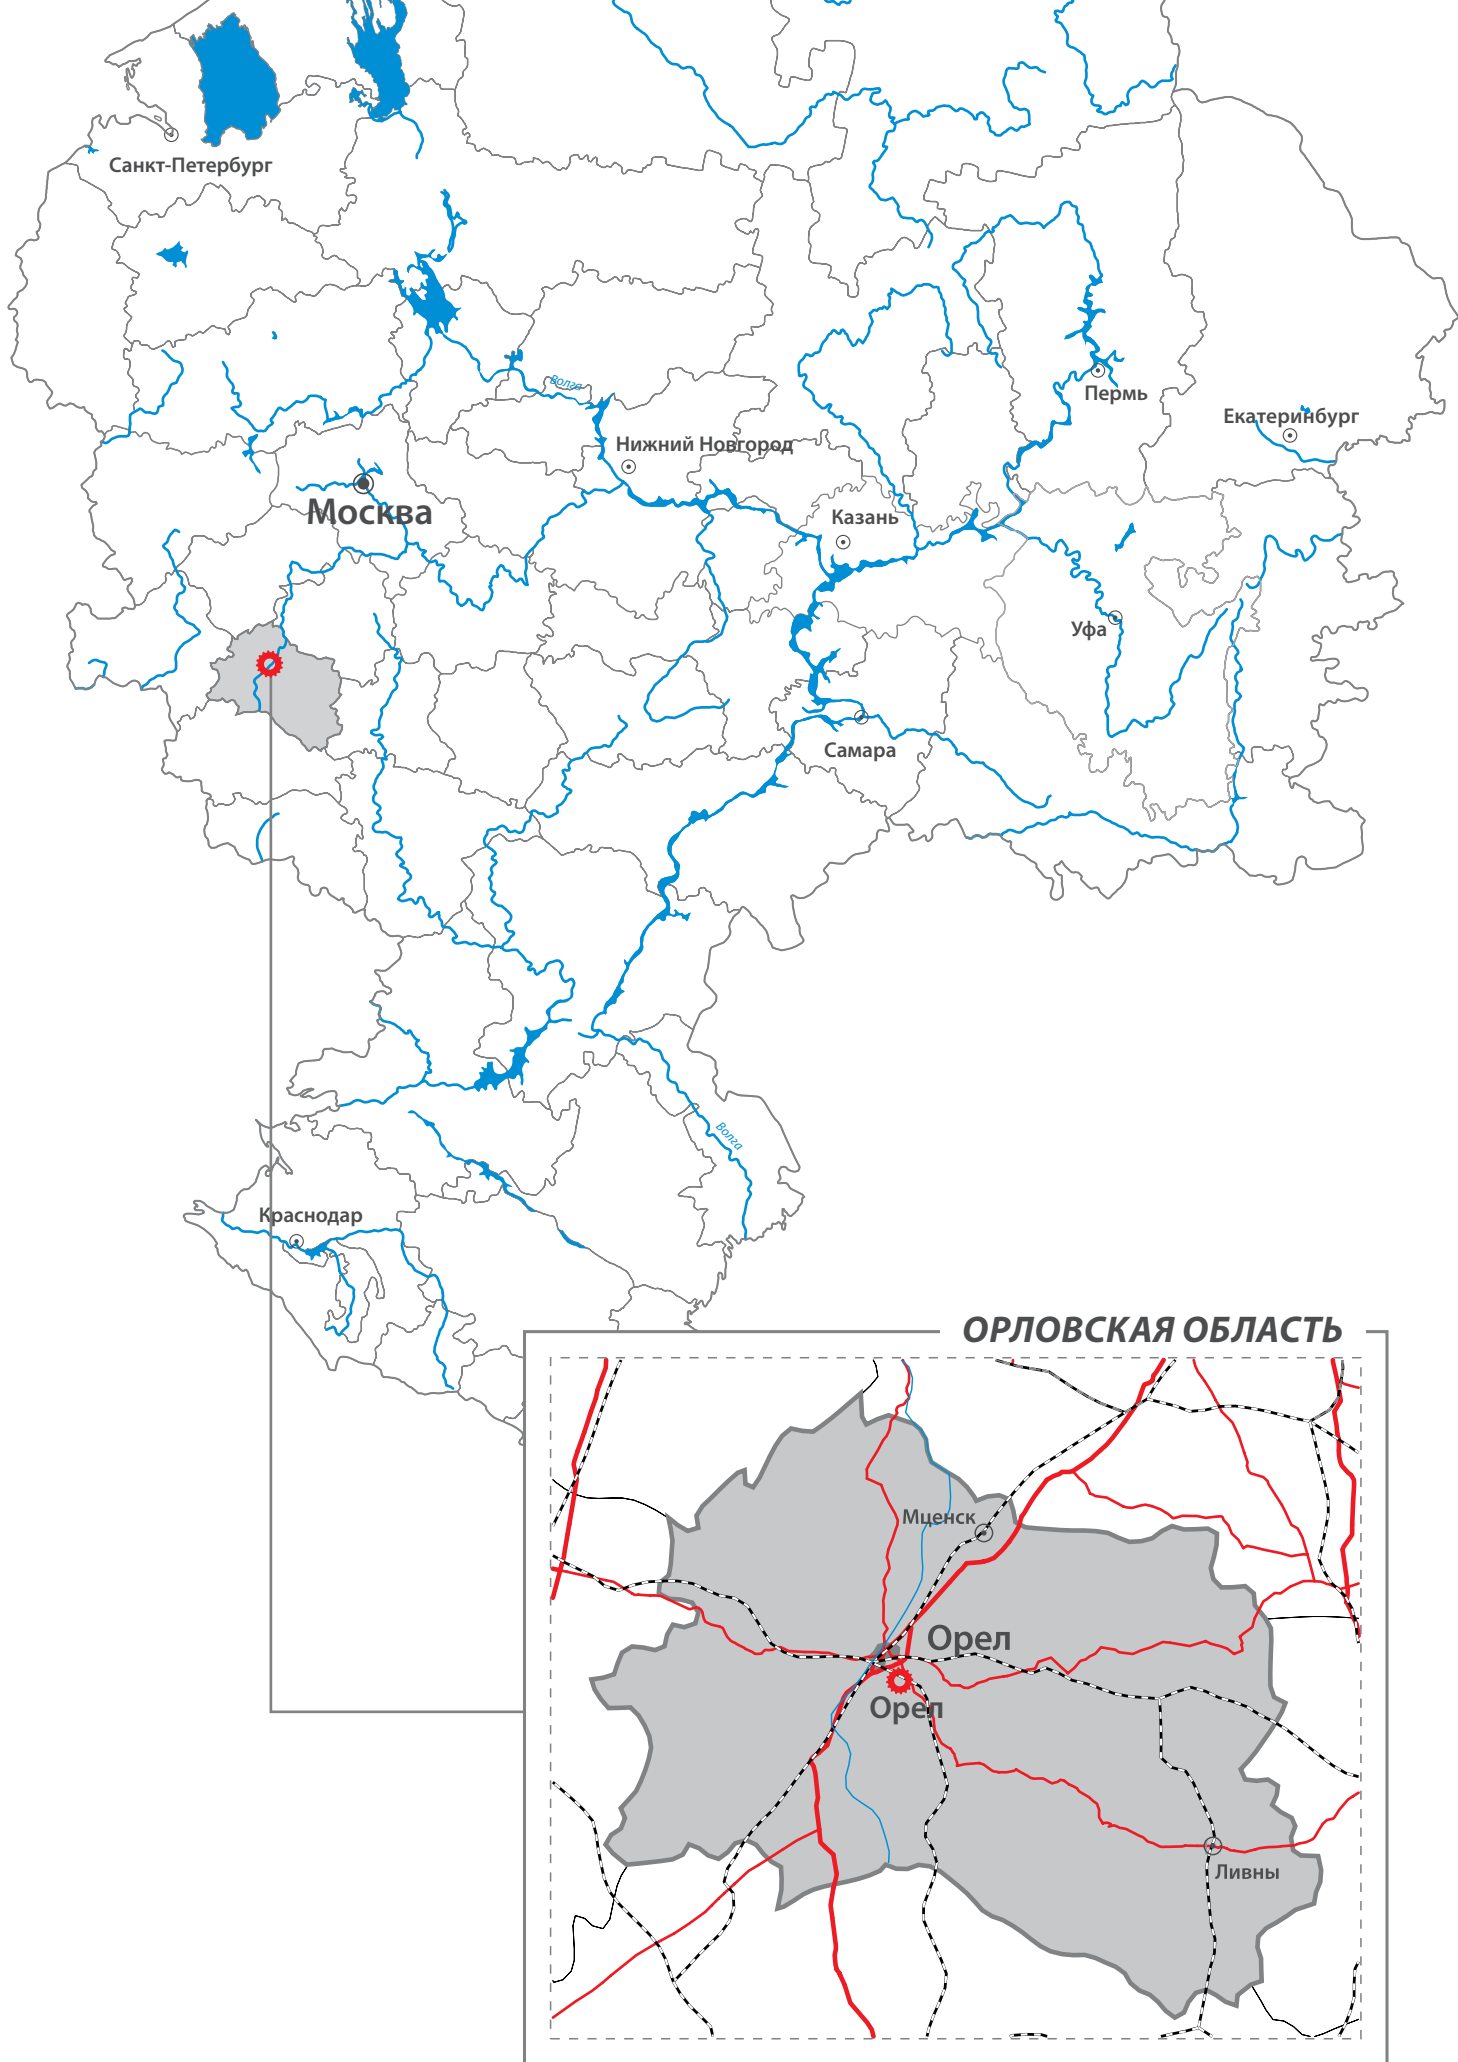 Санкт-Петербург
Волга
Пермь
Екатеринбург
Нижний Новгород
Москва
Казань
Уфа
Самара
Волга
Краснодар
ОРЛОВСКАЯ ОБЛАСТЬ
Мценск
Орел
Орел
Ливны